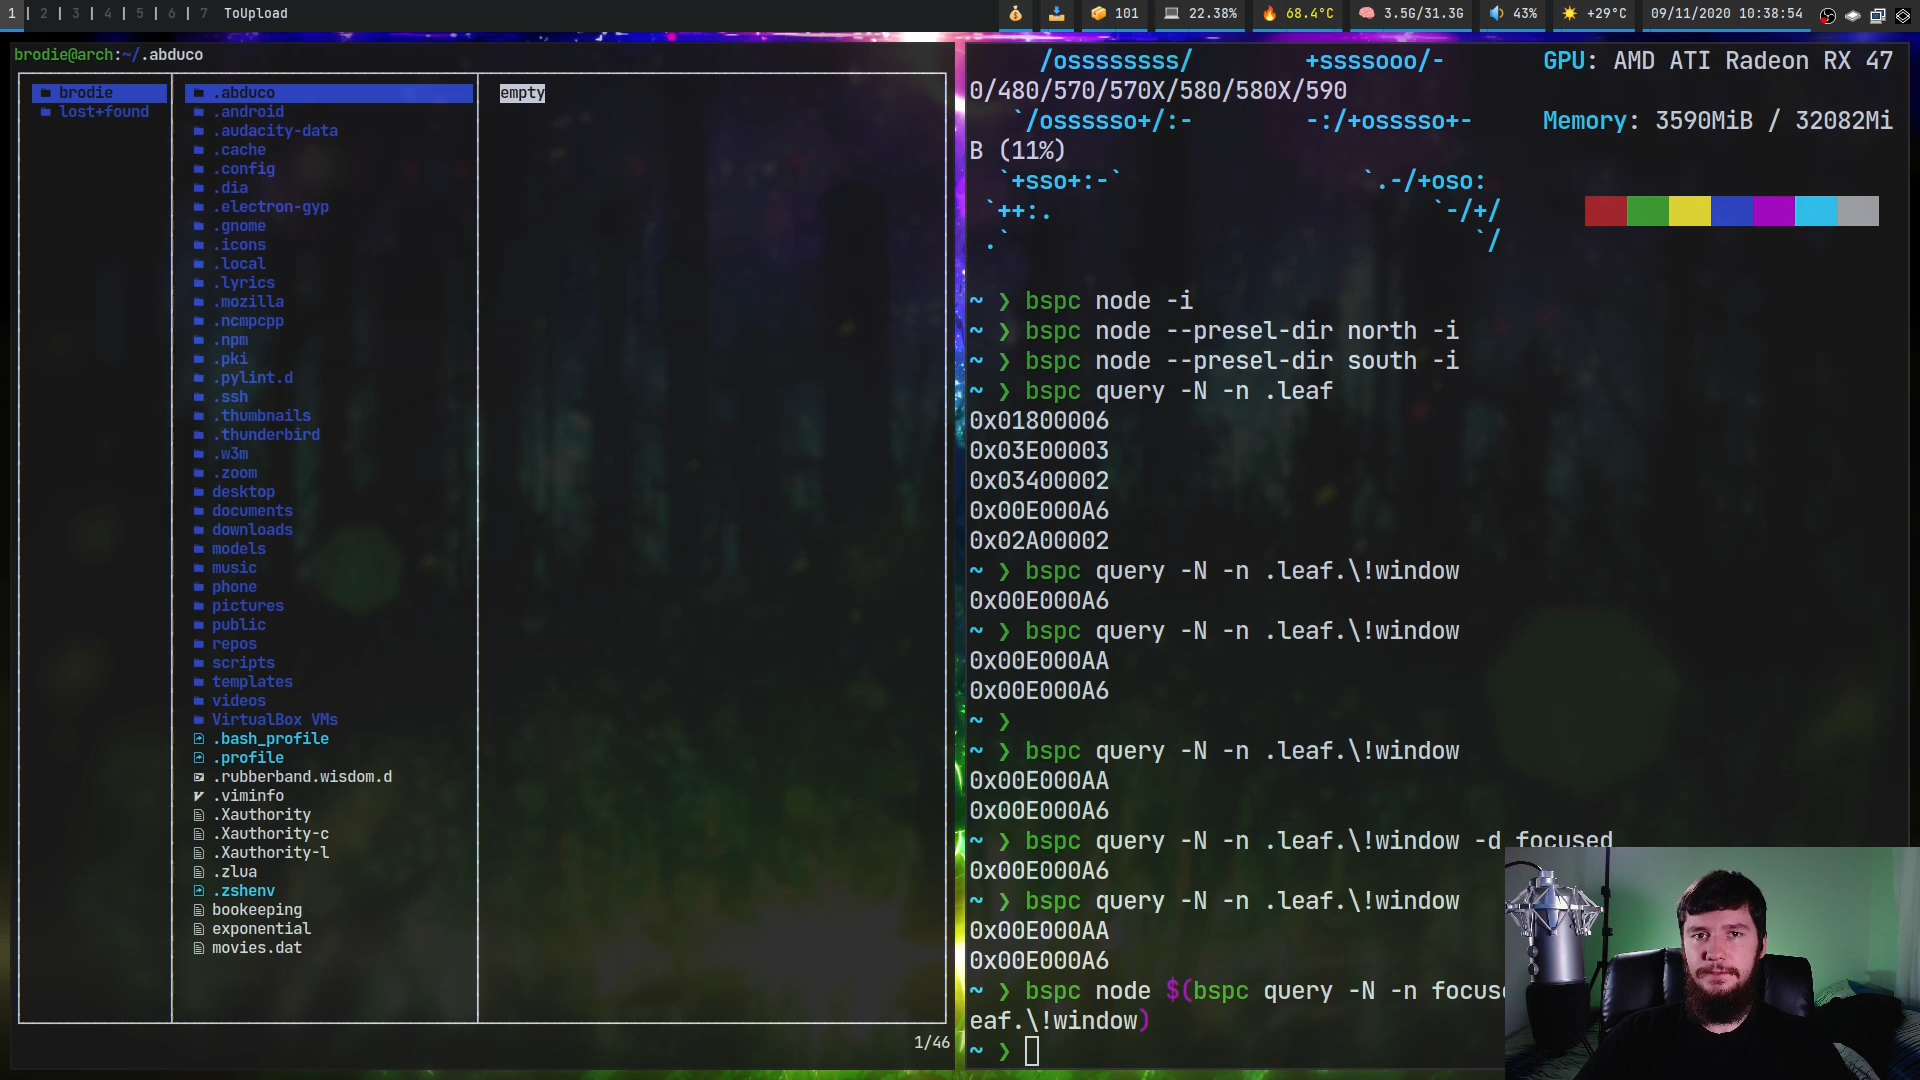 1 | 2 | 3 | 4 | 5 | 6 | 7 ToUpload
101 22.38% 68.4°C 3.5G/31.3G 43% +29°C 09/11/2020 10:38:54
brodie@arch:~/.abduco
brodie
lost+found
.abduco
.android
.audacity-data
.cache
.config
.dia
.electron-gyp
.gnome
.icons
.local
.lyrics
.mozilla
.ncmpcpp
.npm
.pki
.pylint.d
.ssh
.thumbnails
.thunderbird
.w3m
.zoom
desktop
documents
downloads
models
music
phone
pictures
public
repos
scripts
templates
videos
VirtualBox VMs
.bash_profile
.profile
.rubberband.wisdom.d
.viminfo
.Xauthority
.Xauthority-c
.Xauthority-l
.zlua
.zshenv
bookeeping
exponential
movies.dat
empty
1/46
/ossssssss/ +ssssooo/- GPU: AMD ATI Radeon RX 47
0/480/570/570X/580/580X/590
`/ossssso+/:- -:/+osssso+- Memory: 3590MiB / 32082Mi
B (11%)
`+sso+:-` `.-/+oso:
`++:. `-/+/
.` `/
~ ❯ bspc node -i
~ ❯ bspc node --presel-dir north -i
~ ❯ bspc node --presel-dir south -i
~ ❯ bspc query -N -n .leaf
0x01800006
0x03E00003
0x03400002
0x00E000A6
0x02A00002
~ ❯ bspc query -N -n .leaf.\!window
0x00E000A6
~ ❯ bspc query -N -n .leaf.\!window
0x00E000AA
0x00E000A6
~ ❯
~ ❯ bspc query -N -n .leaf.\!window
0x00E000AA
0x00E000A6
~ ❯ bspc query -N -n .leaf.\!window -d focused
0x00E000A6
~ ❯ bspc query -N -n .leaf.\!window
0x00E000AA
0x00E000A6
~ ❯ bspc node $(bspc query -N -n focus
eaf.\!window)
~ ❯